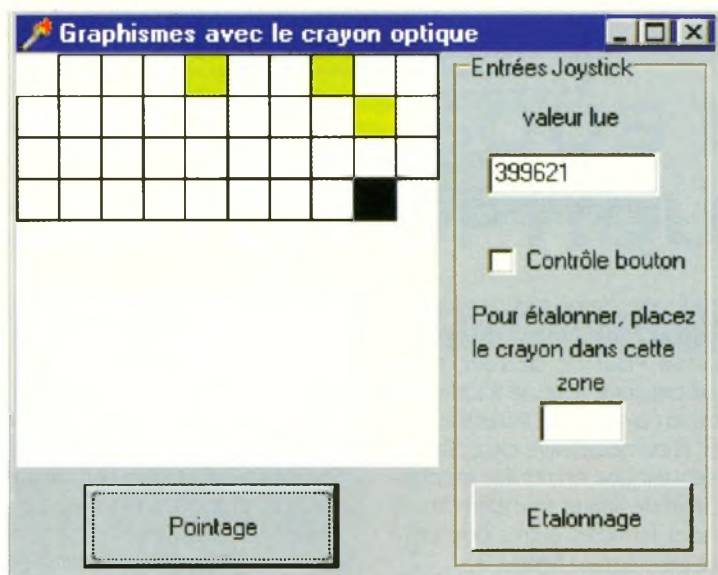 Graphismes avec le crayon optique
Entrées Joystick
valeur lue
399621
Contrôle bouton
Pour étalonner, placez
le crayon dans cette
zone
Pointage
Etalonnage